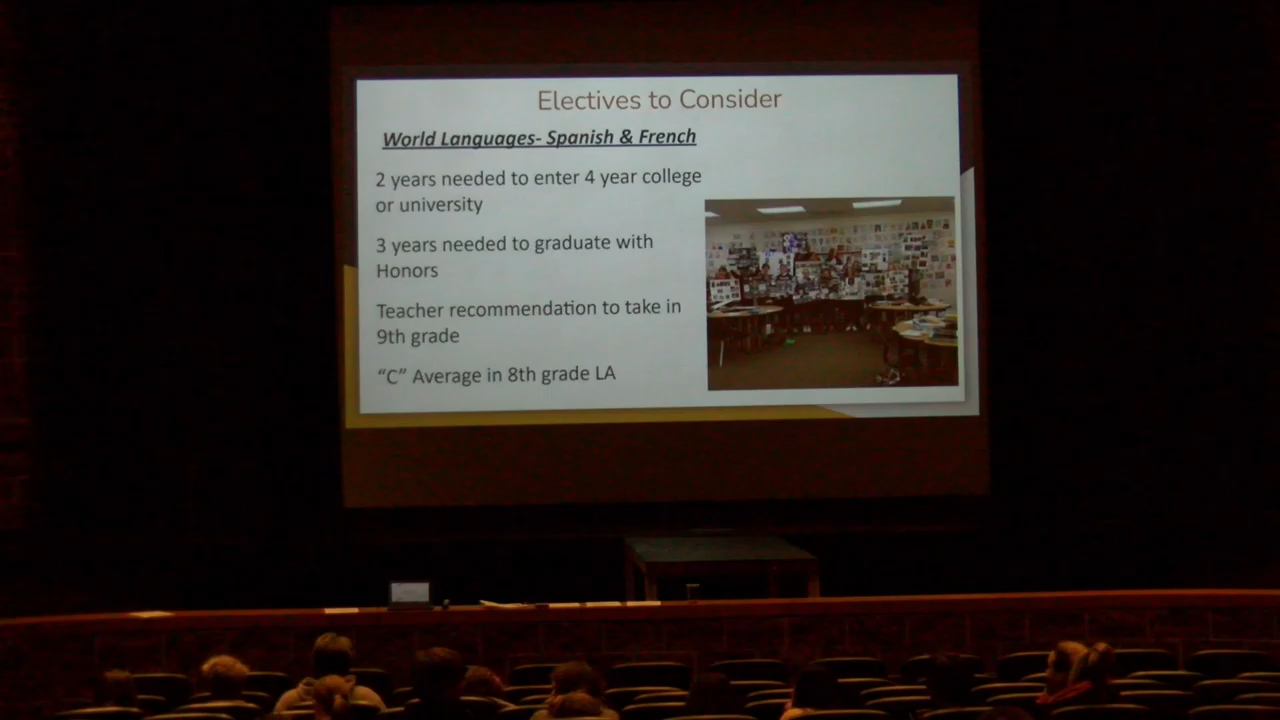 Electives to Consider
World Languages- Spanish & French
2 years needed to enter 4 year college
or university
3 years needed to graduate with
Honors
Teacher recommendation to take in
9th grade
“C” Average in 8th grade LA